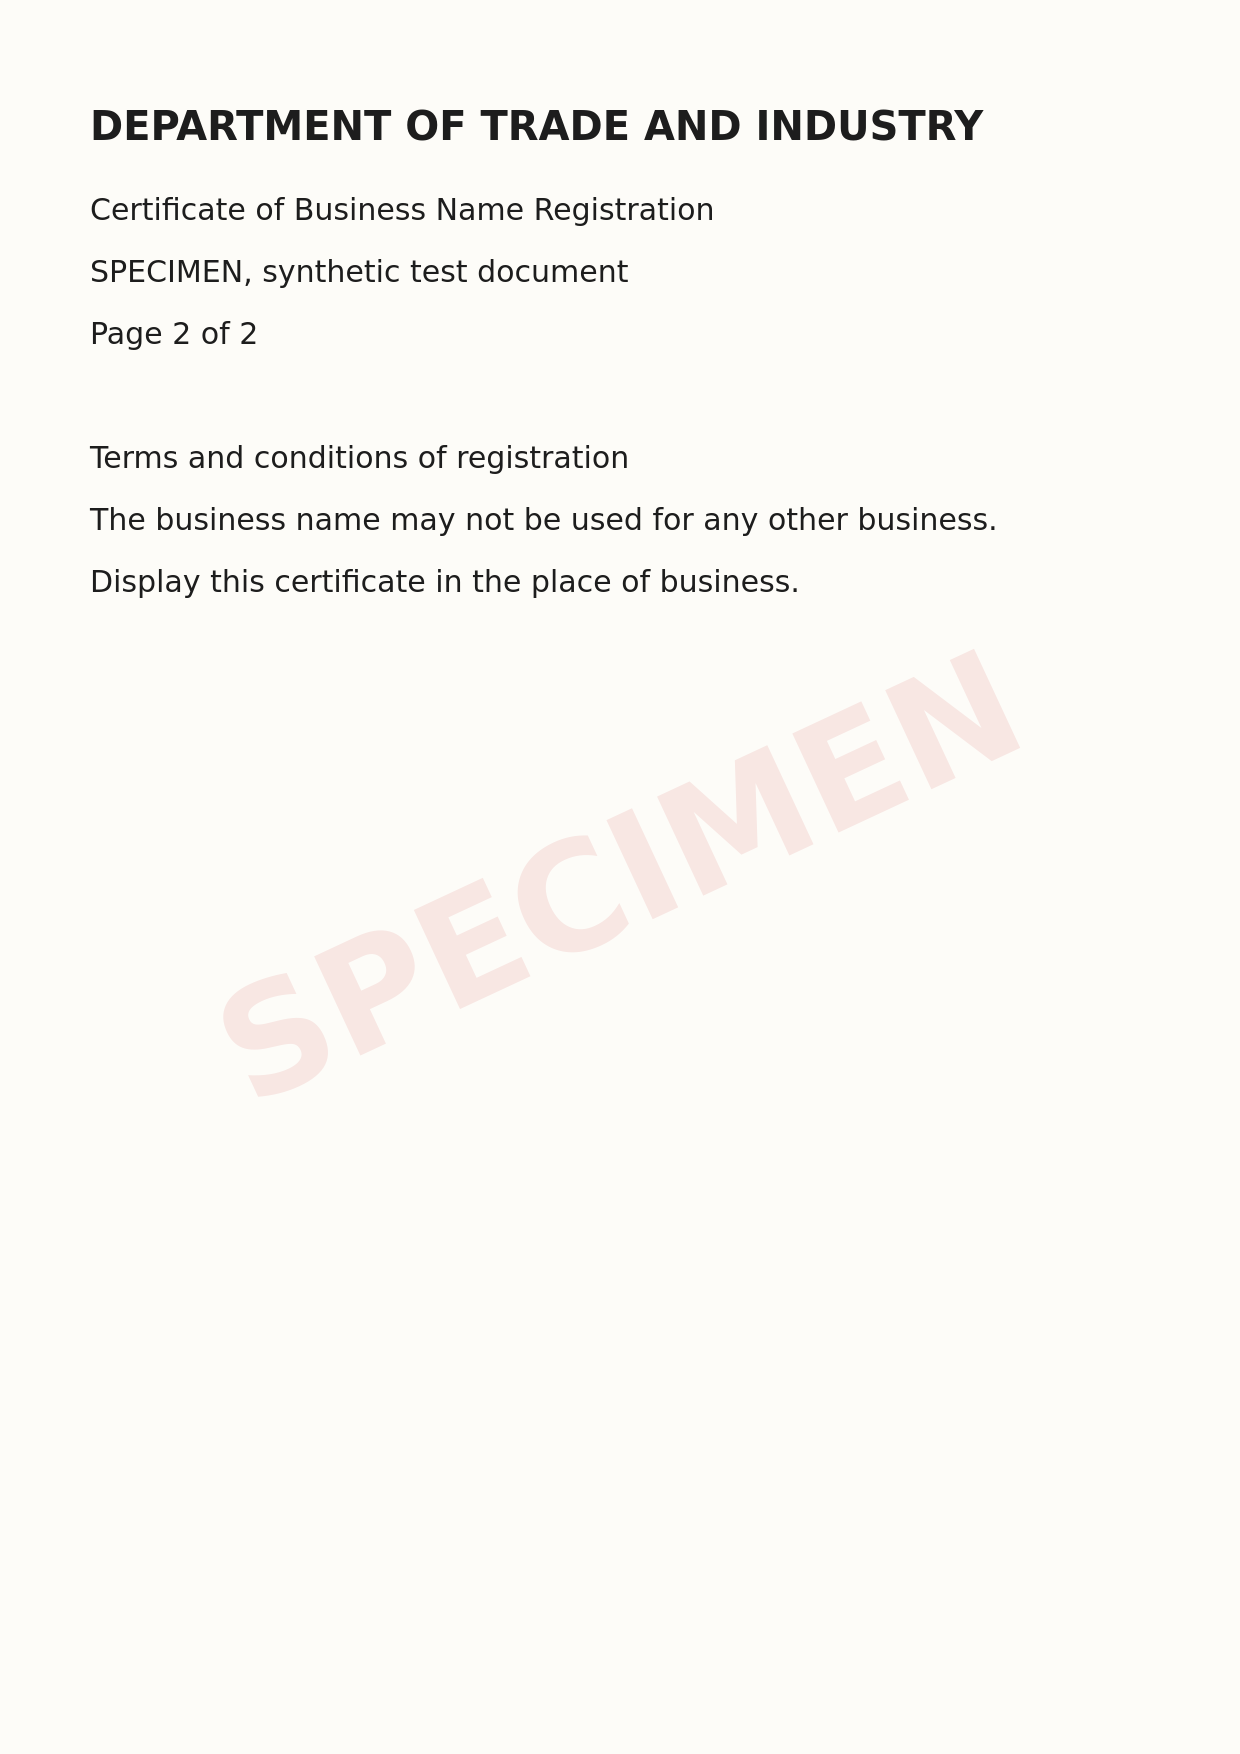 DEPARTMENT OF TRADE AND INDUSTRY
Certificate of Business Name Registration
SPECIMEN, synthetic test document
Page 2 of 2
Terms and conditions of registration
The business name may not be used for any other business.
Display this certificate in the place of business.
SPECIMEN